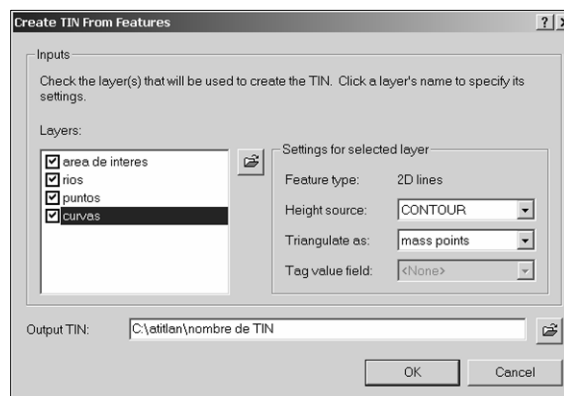 Create TIN From Features
Inputs
Check the layer(s) that will be used to create the TIN. Click a layer's name to specify its
settings.
Layers:
area de interes
rios
puntos
curvas
Settings for selected layer
Feature type: 2D lines
Height source: CONTOUR
Triangulate as: mass points
Tag value field: <None>
Output TIN: C:\atitlan\nombre de TIN
OK Cancel